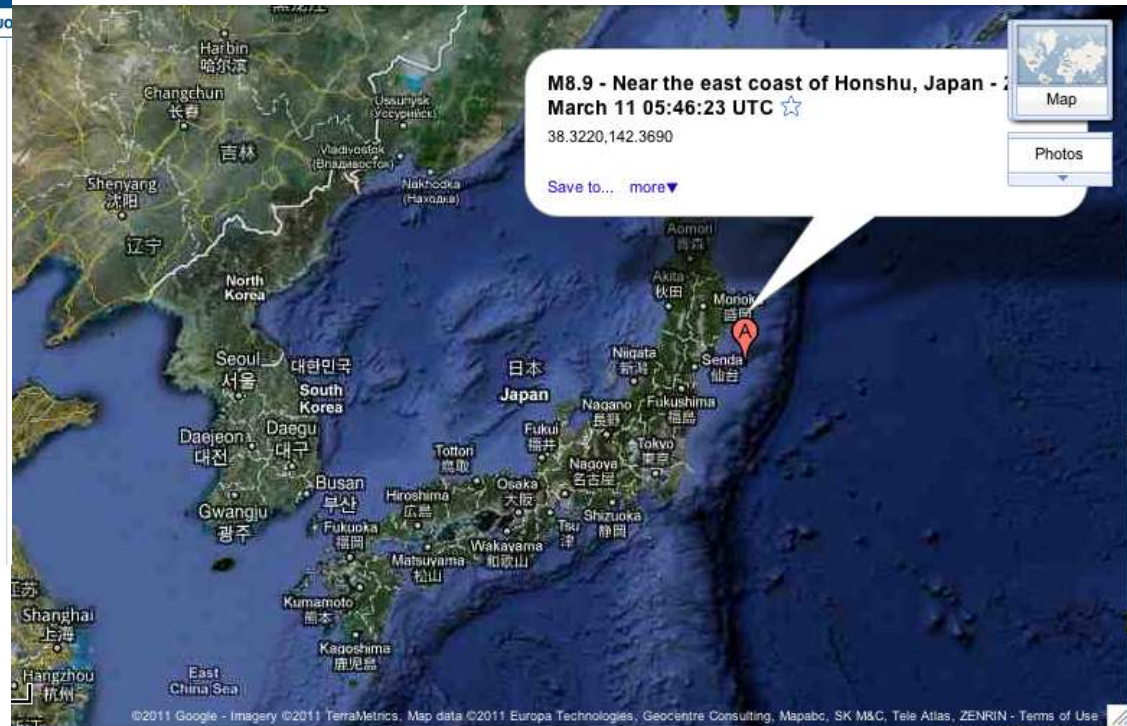 Harbin
哈尔滨
Changchun
长春
吉林
Ussuriysk
(Уссурийск)
Vladivostok
(Владивосток)
Nakhodka
(Находка)
Shenyang
沈阳
辽宁
M8.9 - Near the east coast of Honshu, Japan -
March 11 05:46:23 UTC
38.3220,142.3690
Save to... more▼
Map
Photos
North
Korea
Seoul
서울
대한민국
South
Korea
Daejeon
대전
Daegu
대구
Busan
부산
Gwangju
광주
日本
Japan
Aomori
青森
Akita
秋田
盛岡
Niigata
新潟
仙台
Nagano
長野
Fukushima
福島
Fukui
福井
Tokyo
東京
Tottori
鳥取
Nagoya
名古屋
Osaka
大阪
Hiroshima
広島
Tsu
津
Shizuoka
静岡
Fukuoka
福岡
Wakayama
和歌山
Matsuyama
松山
Kumamoto
熊本
Kagoshima
鹿児島
Shanghai
上海
Hangzhou
杭州
East
China Sea
©2011 Google - Imagery ©2011 TerraMetrics, Map data ©2011 Europa Technologies, Geocentre Consulting, Mapabc, SK M&C, Tele Atlas, ZENRIN - Terms of Use